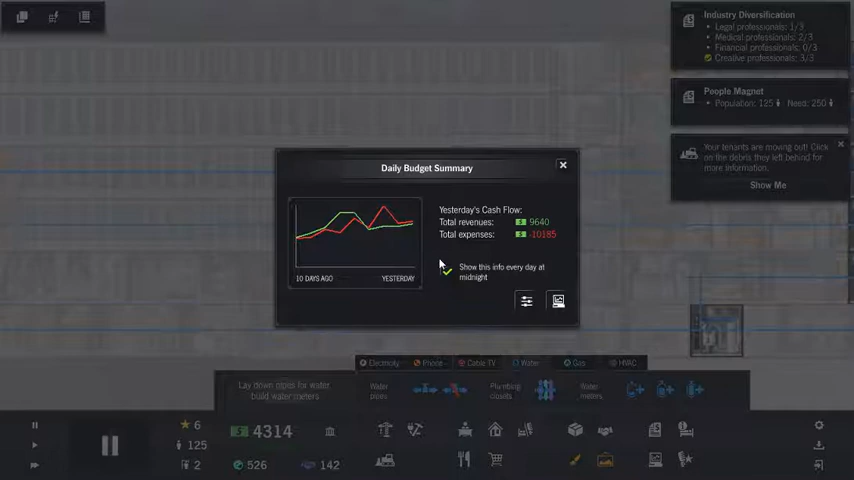 Industry Diversification
• Legal professionals: 1/3
• Medical professionals: 2/3
• Financial professionals: 0/3
Creative professionals: 3/3
People Magnet
• Population: 125 Need: 250
Your tenants are moving out! Click
on the debris they left behind for
more information.
Show Me
Daily Budget Summary
Yesterday's Cash Flow:
Total revenues: 9640
Total expenses: -10185
Show this info every day at
midnight
10 DAYS AGO YESTERDAY
Electricity Phone Cable TV Water Gas HVAC
Lay down pipes for water,
build water meters
Water
pipes
Plumbing
closets
Water
meters
6
4314
125
2 526 142